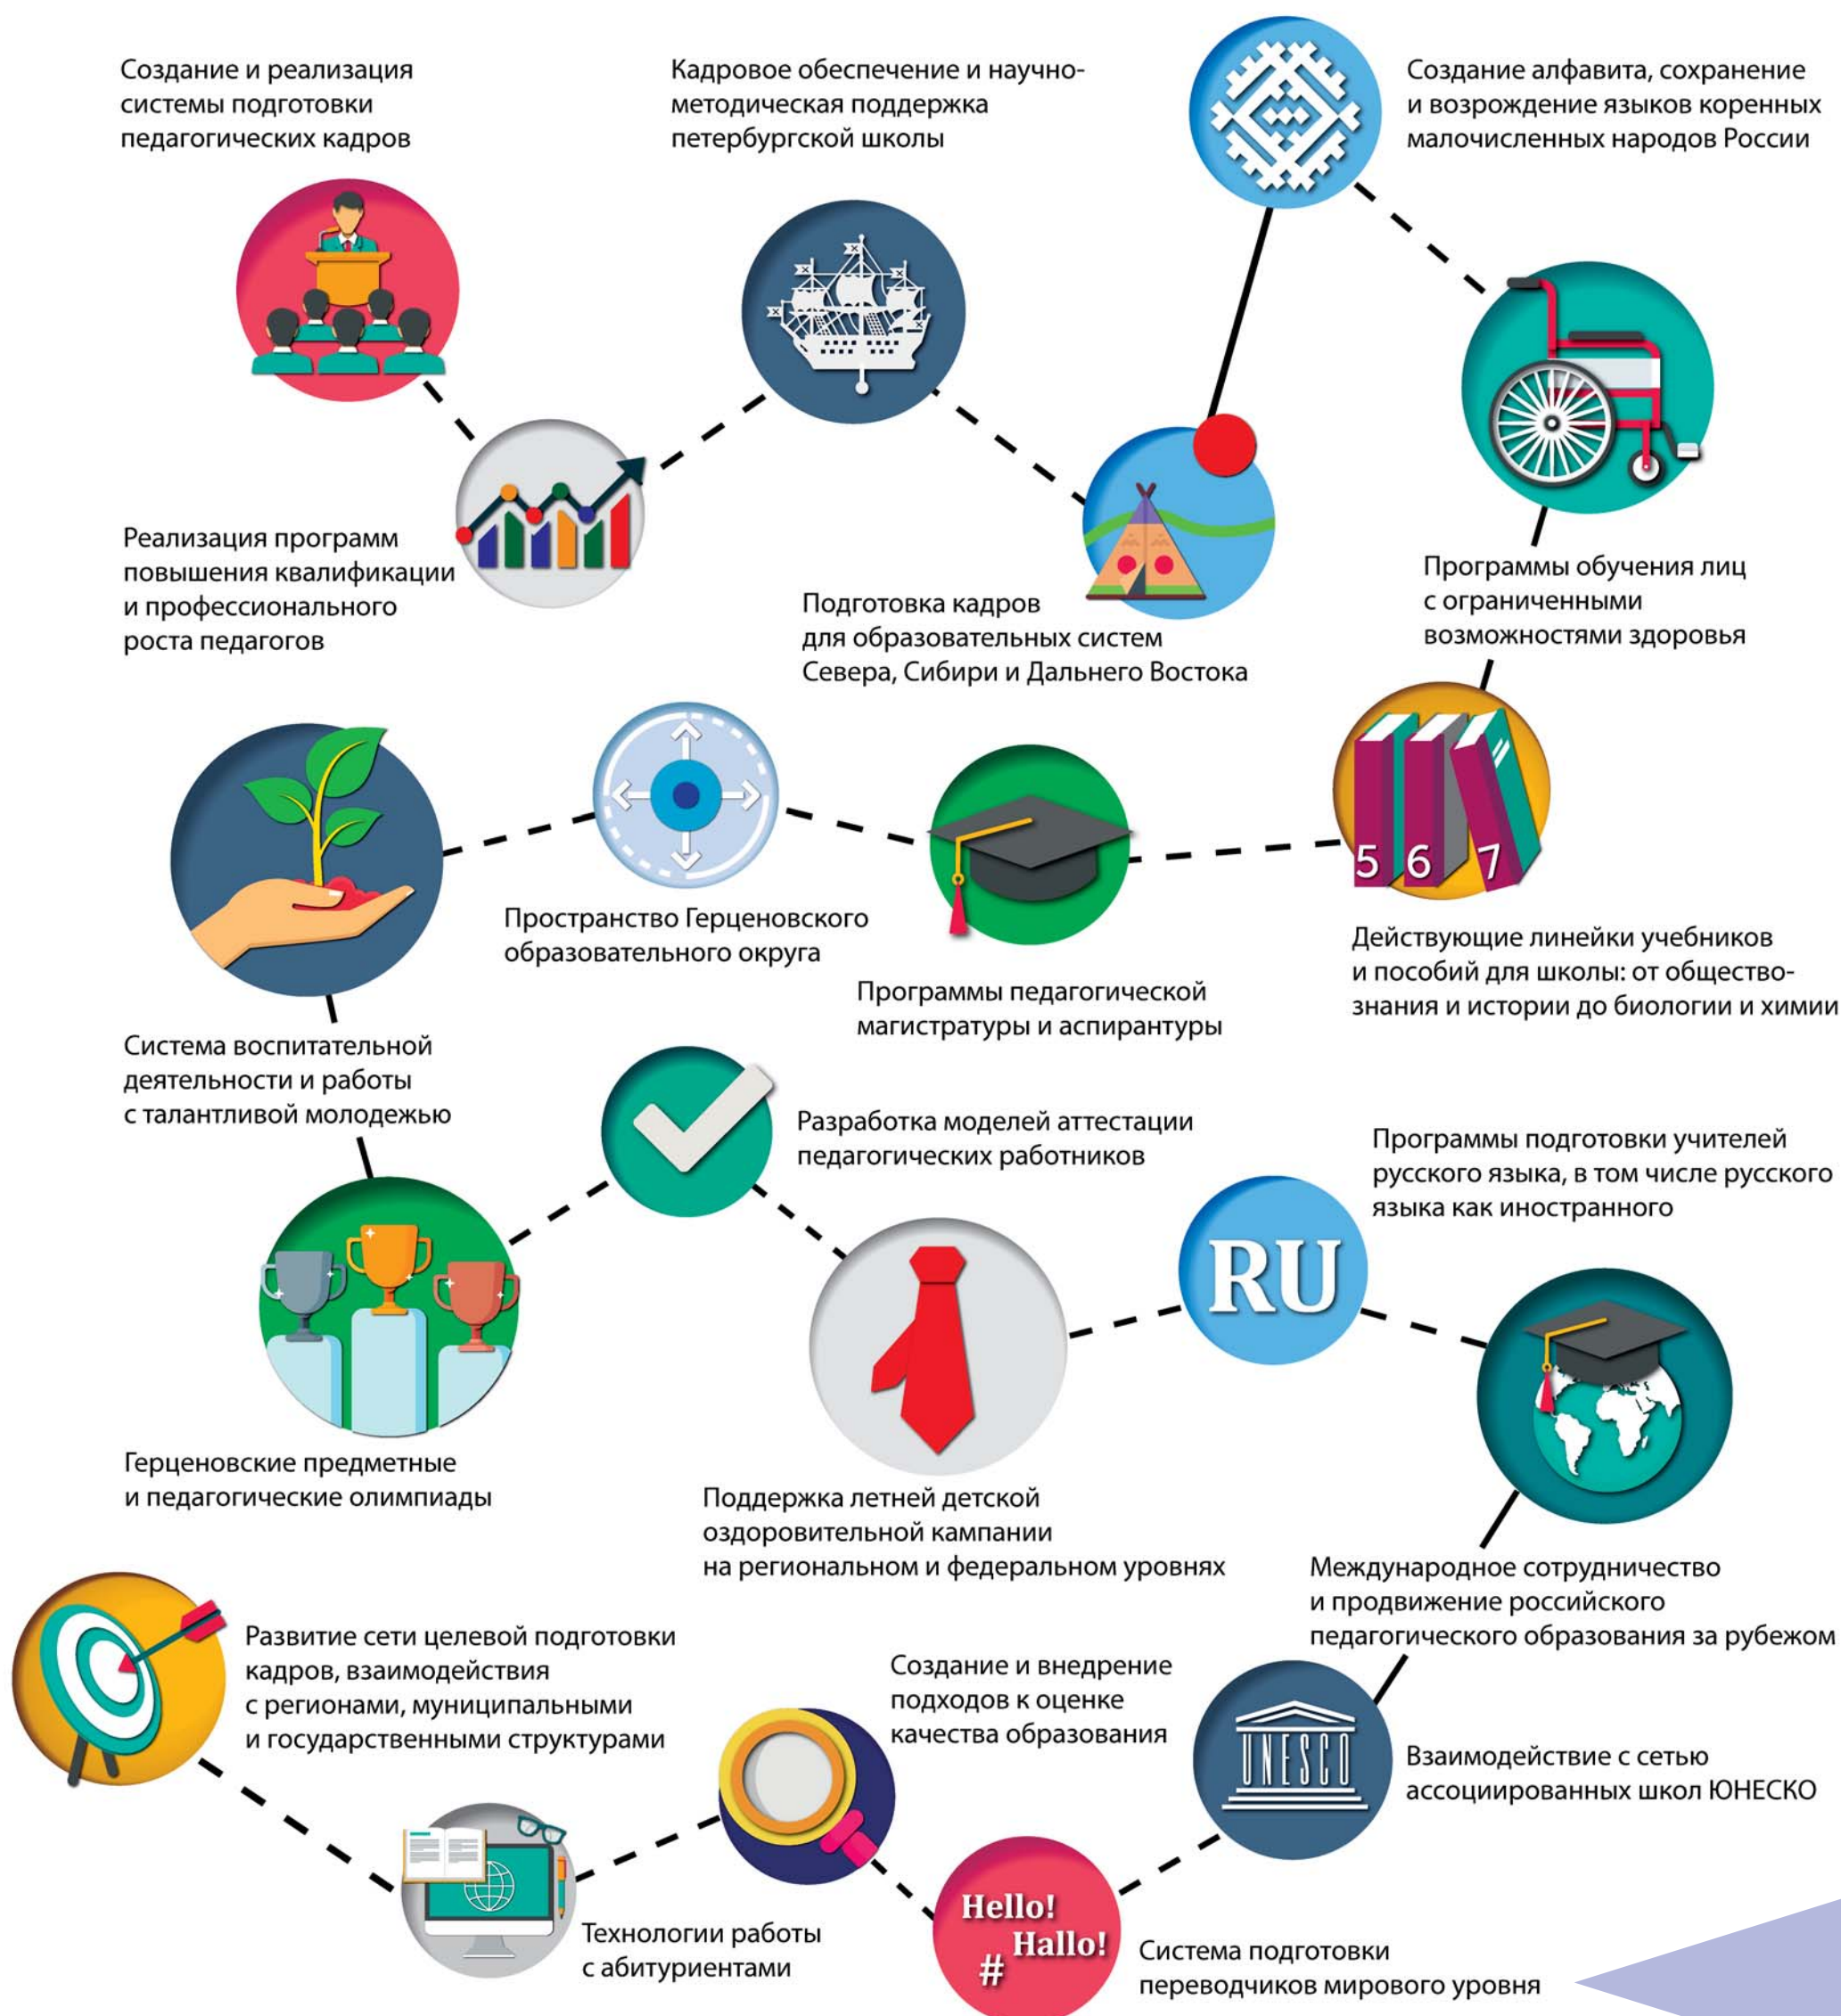 Создание и реализация
системы подготовки
педагогических кадров
Кадровое обеспечение и научно-
методическая поддержка
петербургской школы
Создание алфавита, сохранение
и возрождение языков коренных
малочисленных народов России
Реализация программ
повышения квалификации
и профессионального
роста педагогов
Подготовка кадров
для образовательных систем
Севера, Сибири и Дальнего Востока
Программы обучения лиц
с ограниченными
возможностями здоровья
5 6 7
Пространство Герценовского
образовательного округа
Программы педагогической
магистратуры и аспирантуры
Действующие линейки учебников
и пособий для школы: от общество-
знания и истории до биологии и химии
Система воспитательной
деятельности и работы
с талантливой молодежью
Разработка моделей аттестации
педагогических работников
Программы подготовки учителей
русского языка, в том числе русского
языка как иностранного
RU
Герценовские предметные
и педагогические олимпиады
Поддержка летней детской
оздоровительной кампании
на региональном и федеральном уровнях
Международное сотрудничество
и продвижение российского
педагогического образования за рубежом
Развитие сети целевой подготовки
кадров, взаимодействия
с регионами, муниципальными
и государственными структурами
Создание и внедрение
подходов к оценке
качества образования
UNESCO
Взаимодействие с сетью
ассоциированных школ ЮНЕСКО
Технологии работы
с абитуриентами
Hello!
Hallo!
#
Система подготовки
переводчиков мирового уровня